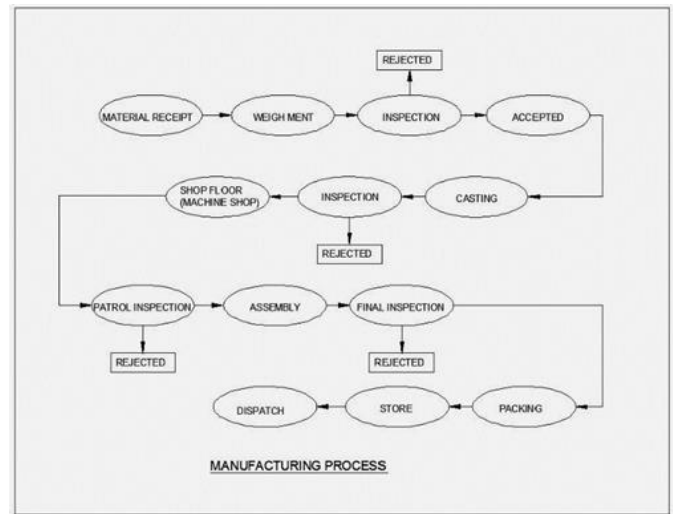 REJECTED
MATERIAL RECEIPT
WEIGH MENT
INSPECTION
ACCEPTED
SHOP FLOOR
(MACHINE SHOP)
INSPECTION
CASTING
REJECTED
PATROL INSPECTION
ASSEMBLY
FINAL INSPECTION
REJECTED
REJECTED
DISPATCH
STORE
PACKING
MANUFACTURING PROCESS